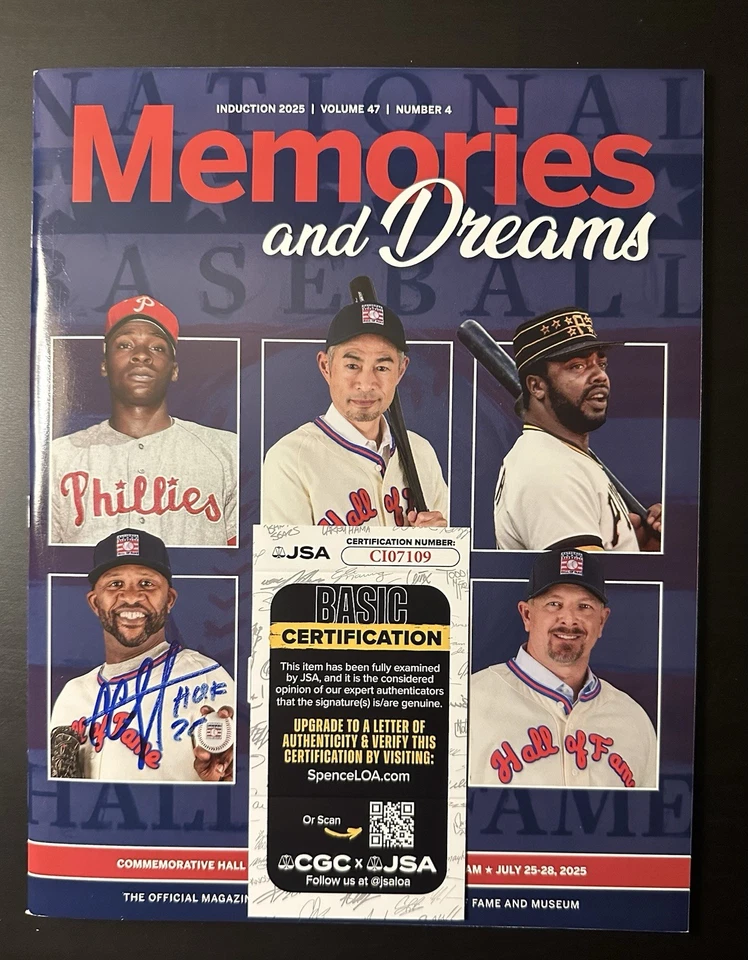 NATIONAL
INDUCTION 2025 | VOLUME 47 | NUMBER 4
Memories
and Dreams
BASEBALL
P
Phillies
Hall of
P
JSA
CERTIFICATION NUMBER:
CI07109
BASIC
CERTIFICATION
This item has been fully examined
by JSA, and it is the considered
opinion of our expert authenticators
that the signature(s) is/are genuine.
UPGRADE TO A LETTER OF
AUTHENTICITY & VERIFY THIS
CERTIFICATION BY VISITING:
SpenceLOA.com
Or Scan
CGC x JSA
Follow us at @jsaloa
HOF
of Fame
Hall of Fame
HALL FAME
COMMEMORATIVE HALL
AM ★ JULY 25-28, 2025
THE OFFICIAL MAGAZIN
FAME AND MUSEUM